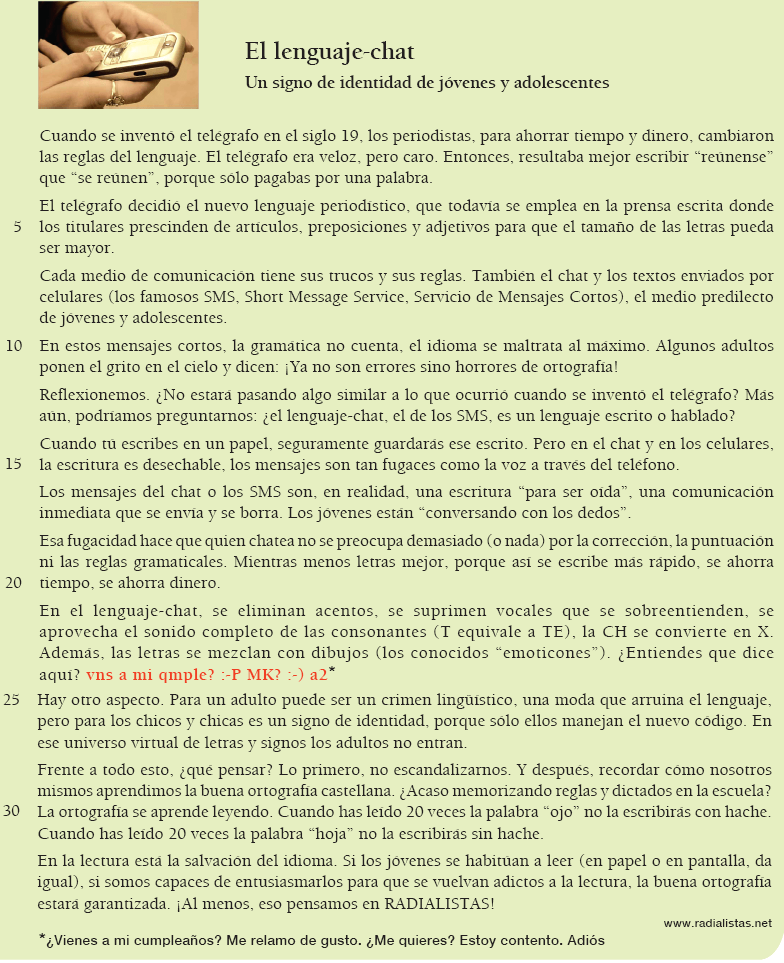 El lenguaje-chat
Un signo de identidad de jóvenes y adolescentes
Cuando se inventó el telégrafo en el siglo 19, los periodistas, para ahorrar tiempo y dinero, cambiaron
las reglas del lenguaje. El telégrafo era veloz, pero caro. Entonces, resultaba mejor escribir “reúnense”
que “se reúnen”, porque sólo pagabas por una palabra.
El telégrafo decidió el nuevo lenguaje periodístico, que todavía se emplea en la prensa escrita donde
5 los titulares prescinden de artículos, preposiciones y adjetivos para que el tamaño de las letras pueda
ser mayor.
Cada medio de comunicación tiene sus trucos y sus reglas. También el chat y los textos enviados por
celulares (los famosos SMS, Short Message Service, Servicio de Mensajes Cortos), el medio predilecto
de jóvenes y adolescentes.
10 En estos mensajes cortos, la gramática no cuenta, el idioma se maltrata al máximo. Algunos adultos
ponen el grito en el cielo y dicen: ¡Ya no son errores sino horrores de ortografía!
Reflexionemos. ¿No estará pasando algo similar a lo que ocurrió cuando se inventó el telégrafo? Más
aún, podríamos preguntarnos: ¿el lenguaje-chat, el de los SMS, es un lenguaje escrito o hablado?
Cuando tú escribes en un papel, seguramente guardarás ese escrito. Pero en el chat y en los celulares,
15 la escritura es desechable, los mensajes son tan fugaces como la voz a través del teléfono.
Los mensajes del chat o los SMS son, en realidad, una escritura “para ser oída”, una comunicación
inmediata que se envía y se borra. Los jóvenes están “conversando con los dedos”.
Esa fugacidad hace que quien chatea no se preocupa demasiado (o nada) por la corrección, la puntuación
ni las reglas gramaticales. Mientras menos letras mejor, porque así se escribe más rápido, se ahorra
20 tiempo, se ahorra dinero.
En el lenguaje-chat, se eliminan acentos, se suprimen vocales que se sobreentienden, se
aprovecha el sonido completo de las consonantes (T equivale a TE), la CH se convierte en X.
Además, las letras se mezclan con dibujos (los conocidos “emoticones”). ¿Entiendes que dice
aquí? vns a mi qmple? :-P MK? :-) a2*
25 Hay otro aspecto. Para un adulto puede ser un crimen lingüístico, una moda que arruina el lenguaje,
pero para los chicos y chicas es un signo de identidad, porque sólo ellos manejan el nuevo código. En
ese universo virtual de letras y signos los adultos no entran.
Frente a todo esto, ¿qué pensar? Lo primero, no escandalizarnos. Y después, recordar cómo nosotros
mismos aprendimos la buena ortografía castellana. ¿Acaso memorizando reglas y dictados en la escuela?
30 La ortografía se aprende leyendo. Cuando has leído 20 veces la palabra “ojo” no la escribirás con hache.
Cuando has leído 20 veces la palabra “hoja” no la escribirás sin hache.
En la lectura está la salvación del idioma. Si los jóvenes se habitúan a leer (en papel o en pantalla, da
igual), si somos capaces de entusiasmarlos para que se vuelvan adictos a la lectura, la buena ortografía
estará garantizada. ¡Al menos, eso pensamos en RADIALISTAS!
www.radialistas.net
*¿Vienes a mi cumpleaños? Me relamo de gusto. ¿Me quieres? Estoy contento. Adiós